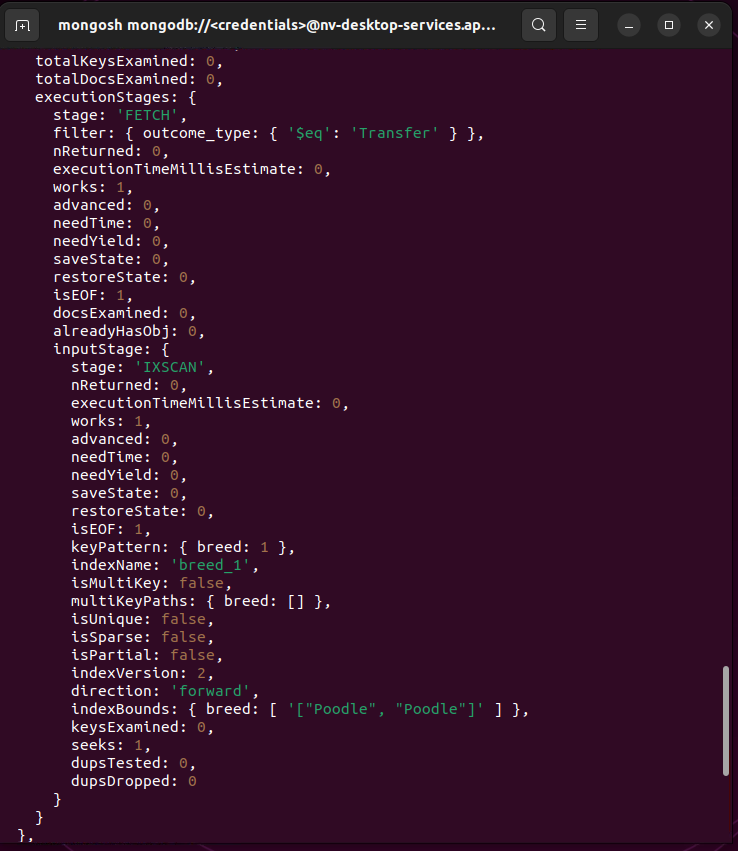 mongosh mongodb://<credentials>@nv-desktop-services.ap...
totalKeysExamined: 0,
totalDocsExamined: 0,
executionStages: {
stage: 'FETCH',
filter: { outcome_type: { '$eq': 'Transfer' } },
nReturned: 0,
executionTimeMillisEstimate: 0,
works: 1,
advanced: 0,
needTime: 0,
needYield: 0,
saveState: 0,
restoreState: 0,
isEOF: 1,
docsExamined: 0,
alreadyHasObj: 0,
inputStage: {
stage: 'IXSCAN',
nReturned: 0,
executionTimeMillisEstimate: 0,
works: 1,
advanced: 0,
needTime: 0,
needYield: 0,
saveState: 0,
restoreState: 0,
isEOF: 1,
keyPattern: { breed: 1 },
indexName: 'breed_1',
isMultiKey: false,
multiKeyPaths: { breed: [] },
isUnique: false,
isSparse: false,
isPartial: false,
indexVersion: 2,
direction: 'forward',
indexBounds: { breed: [ '["Poodle", "Poodle"]' ] },
keysExamined: 0,
seeks: 1,
dupsTested: 0,
dupsDropped: 0
}
}
},